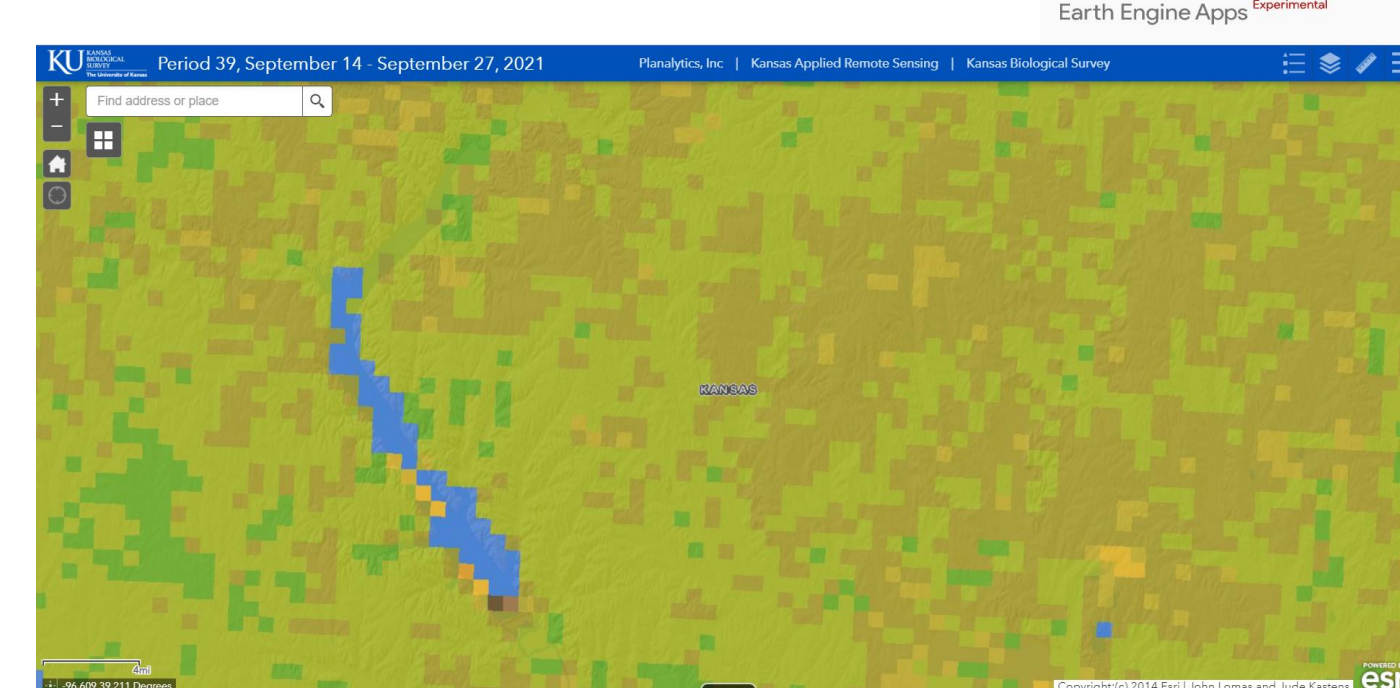 Earth Engine Apps Experimental
KU KANSAS BIOLOGICAL SURVEY
The University of Kansas
Period 39, September 14 - September 27, 2021
Planalytics, Inc | Kansas Applied Remote Sensing | Kansas Biological Survey
+
Find address or place
−
KANSAS
4mi
-96.609 39.211 Degrees
POWERED
esr
Copyright:(c) 2014 Esri | John Lomas and Jude Kastens